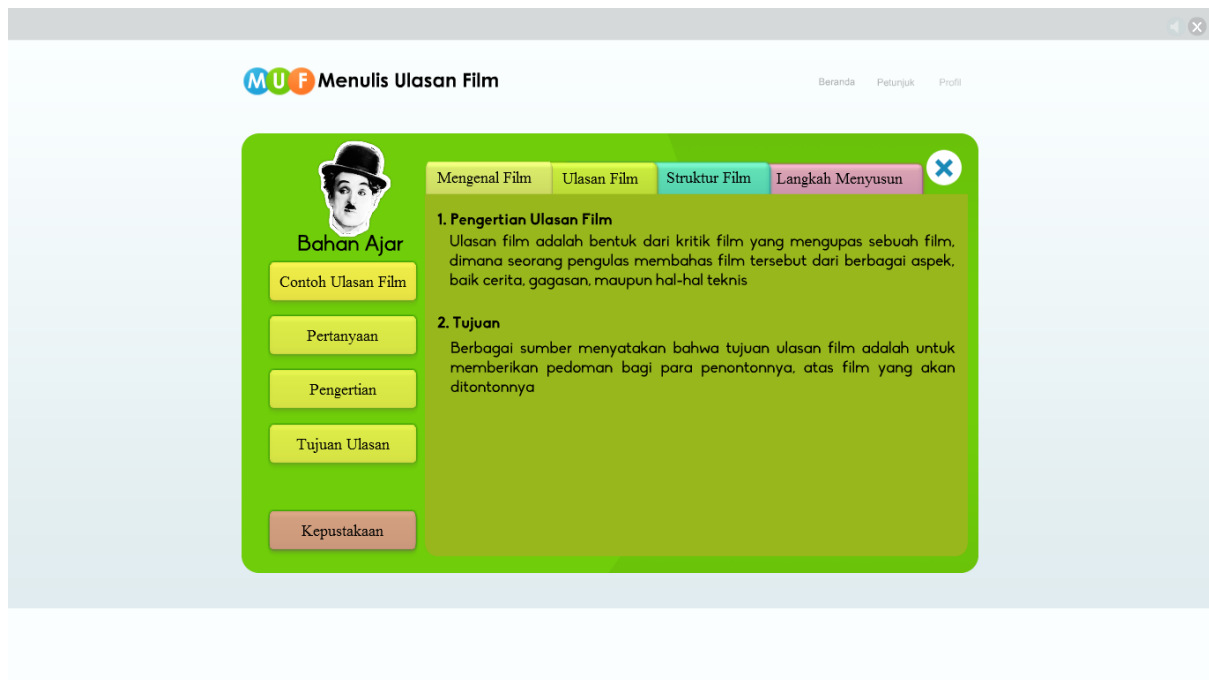 MUF Menulis Ulasan Film
Beranda Petunjuk Profil
Mengenal Film Ulasan Film Struktur Film Langkah Menyusun
Bahan Ajar
Contoh Ulasan Film
Pertanyaan
Pengertian
Tujuan Ulasan
Kepustakaan
1. Pengertian Ulasan Film
Ulasan film adalah bentuk dari kritik film yang mengupas sebuah film,
dimana seorang pengulas membahas film tersebut dari berbagai aspek,
baik cerita, gagasan, maupun hal-hal teknis
2. Tujuan
Berbagai sumber menyatakan bahwa tujuan ulasan film adalah untuk
memberikan pedoman bagi para penontonnya, atas film yang akan
ditontonnya